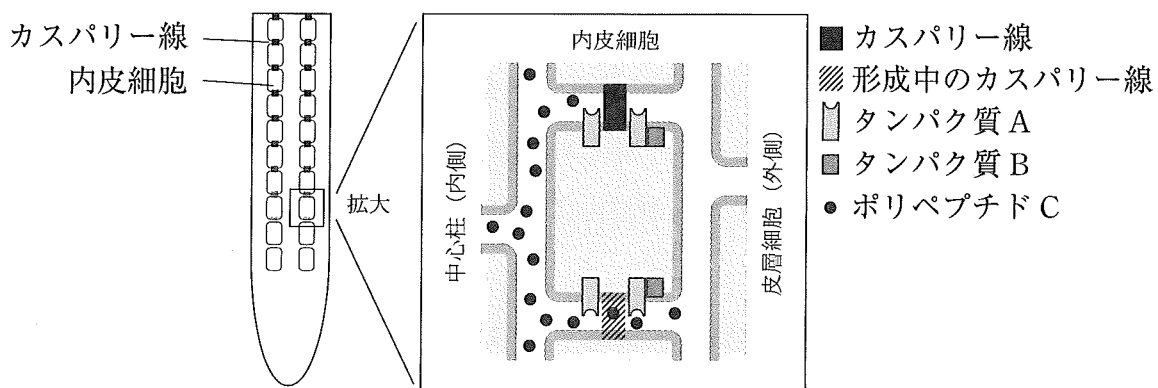 カスパリー線
内皮細胞
拡大
内皮細胞
中心柱（内側）
皮層細胞（外側）
カスパリー線
形成中のカスパリー線
タンパク質A
タンパク質B
ポリペプチドC